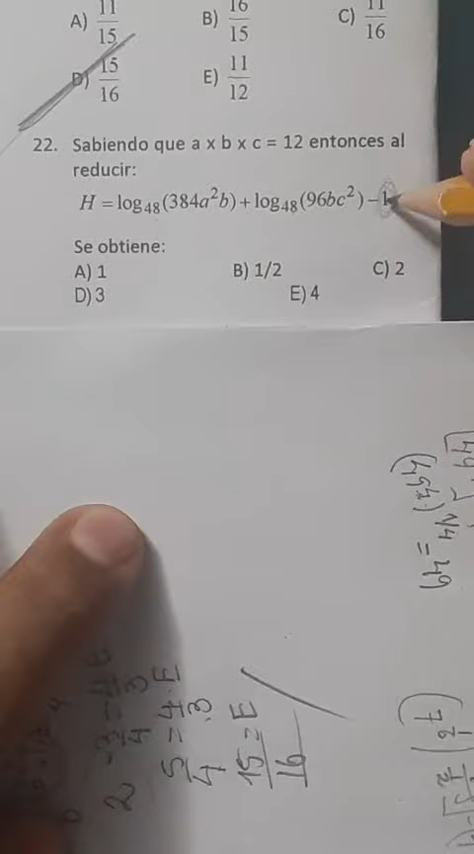 A) 11/15 B) 16/15 C) 11/16
D) 15/16 E) 11/12
22. Sabiendo que a x b x c = 12 entonces al
reducir:
H = log₄₈(384a²b) + log₄₈(96bc²) − 1
Se obtiene:
A) 1 B) 1/2 C) 2
D) 3 E) 4
5/4 = 4/3 E
15/16 = E